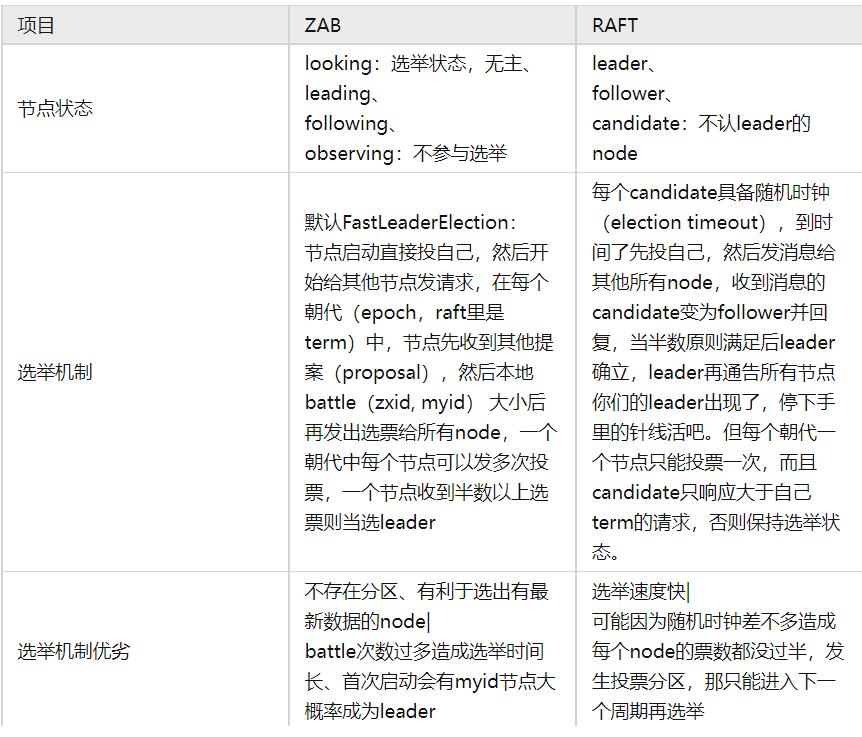 项目
ZAB
RAFT
节点状态
looking：选举状态，无主、
leading、
following、
observing：不参与选举
leader、
follower、
candidate：不认leader的
node
选举机制
默认FastLeaderElection：
节点启动直接投自己，然后开
始给其他节点发请求，在每个
朝代（epoch，raft里是
term）中，节点先收到其他提
案（proposal），然后本地
battle（zxid, myid） 大小后
再发出选票给所有node，一个
朝代中每个节点可以发多次投
票，一个节点收到半数以上选
票则当选leader
每个candidate具备随机时钟
（election timeout），到时
间了先投自己，然后发消息给
其他所有node，收到消息的
candidate变为follower并回
复，当半数原则满足后leader
确立，leader再通告所有节点
你们的leader出现了，停下手
里的针线活吧。但每个朝代一
个节点只能投票一次，而且
candidate只响应大于自己
term的请求，否则保持选举状
态。
选举机制优劣
不存在分区、有利于选出有最
新数据的node|
battle次数过多造成选举时间
长、首次启动会有myid节点大
概率成为leader
选举速度快|
可能因为随机时钟差不多造成
每个node的票数都没过半，发
生投票分区，那只能进入下一
个周期再选举